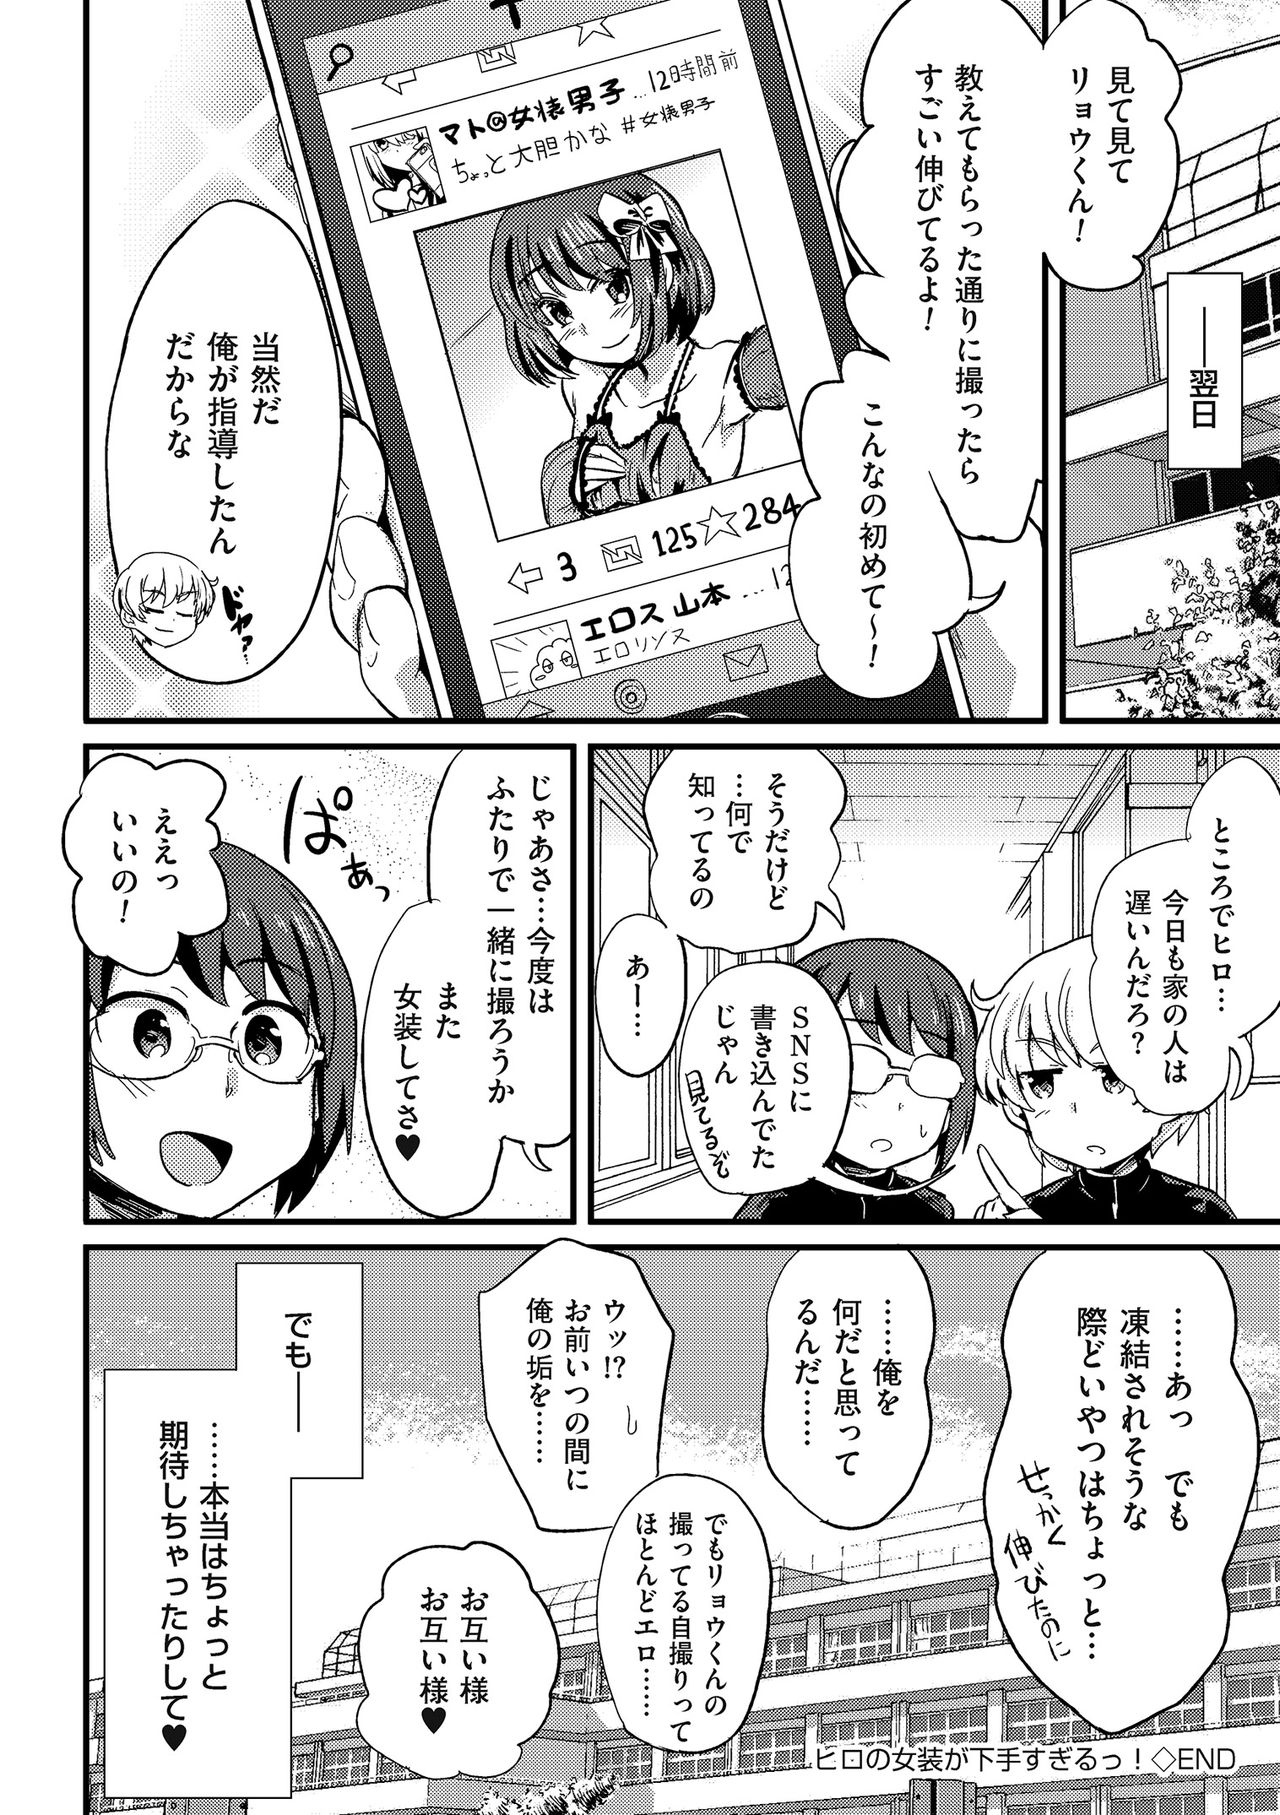 ――翌日
見て見て
リョウくん!
教えてもらった通りに撮ったら
すごい伸びてるよ!
こんなの初めて〜!
マト@女装男子…12時間前
ちょっと大胆かな #女装男子
3 125 284
エロス山本…12
エロリンヌ
当然だ
俺が指導したん
だからな
ドヤァ…
ところでヒロ…
今日も家の人は
遅いんだろ?
そうだけど
…何で
知ってるの
SNSに
書き込んでた
じゃん
見てるぞ
あー…
じゃあさ…今度は
ふたりで一緒に撮ろうか
また
女装してさ♥
ぱあぁっ
ええっ
いいの!
……あっ でも
凍結されそうな
際どいやつはちょっと…
せっかく
伸びたのに
……俺を
何だと思って
るんだ……
でもリョウくんの
撮ってる自撮りって
ほとんどエロ……
ウッ!?
お前いつの間に
俺の垢を……
お互い様
お互い様♥
でも――
……本当はちょっと
期待しちゃったりして♥
ヒロの女装が下手すぎるっ!◇END